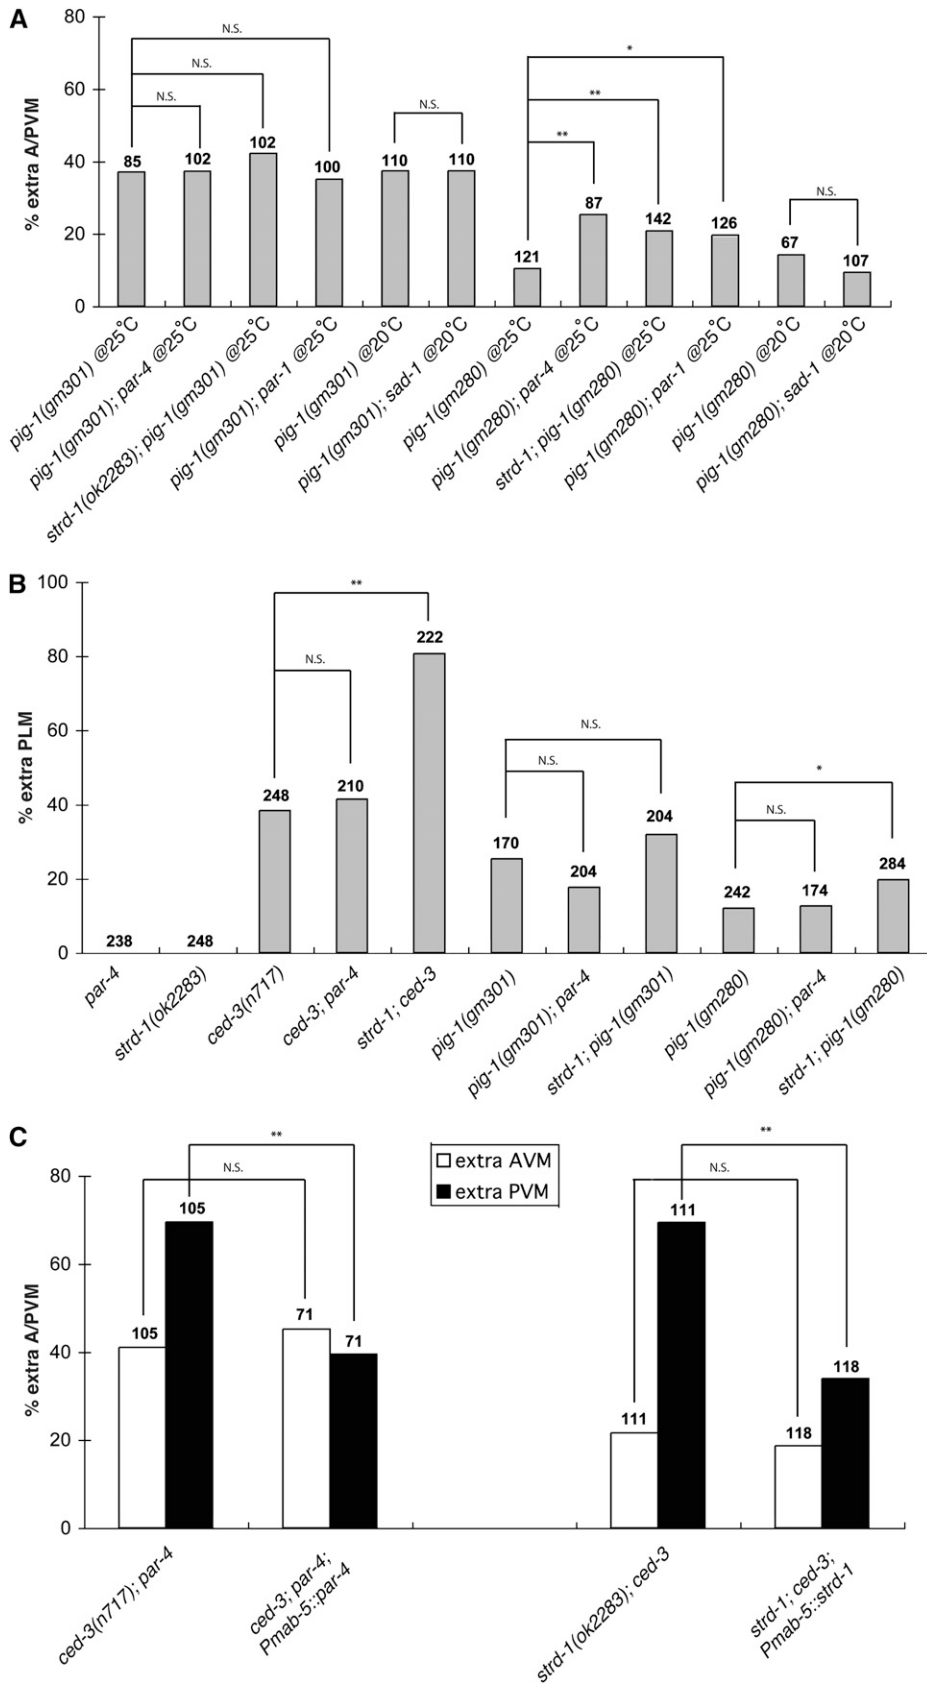 A
80
60
40
20
0
% extra A/PVM
N.S.
N.S.
N.S.
N.S.
*
**
**
N.S.
85
102
102
100
110
110
121
87
142
126
67
107
pig-1(gm301) @25°C
pig-1(gm301); par-4 @25°C
strd-1(ok2283); pig-1(gm301) @25°C
pig-1(gm301); par-1 @25°C
pig-1(gm301) @20°C
pig-1(gm301); sad-1 @20°C
pig-1(gm280) @25°C
pig-1(gm280); par-4 @25°C
strd-1; pig-1(gm280) @25°C
pig-1(gm280); par-1 @25°C
pig-1(gm280) @20°C
pig-1(gm280); sad-1 @20°C
B
100
80
60
40
20
0
% extra PLM
**
N.S.
N.S.
N.S.
*
N.S.
238
248
248
210
222
170
204
204
242
174
284
par-4
strd-1(ok2283)
ced-3(n717)
ced-3; par-4
strd-1; ced-3
pig-1(gm301)
pig-1(gm301); par-4
strd-1; pig-1(gm301)
pig-1(gm280)
pig-1(gm280); par-4
strd-1; pig-1(gm280)
C
80
60
40
20
0
% extra A/PVM
**
N.S.
extra AVM
extra PVM
**
N.S.
105
105
71
71
111
111
118
118
ced-3(n717); par-4
ced-3; par-4;
Pmab-5::par-4
strd-1(ok2283); ced-3
strd-1; ced-3;
Pmab-5::strd-1